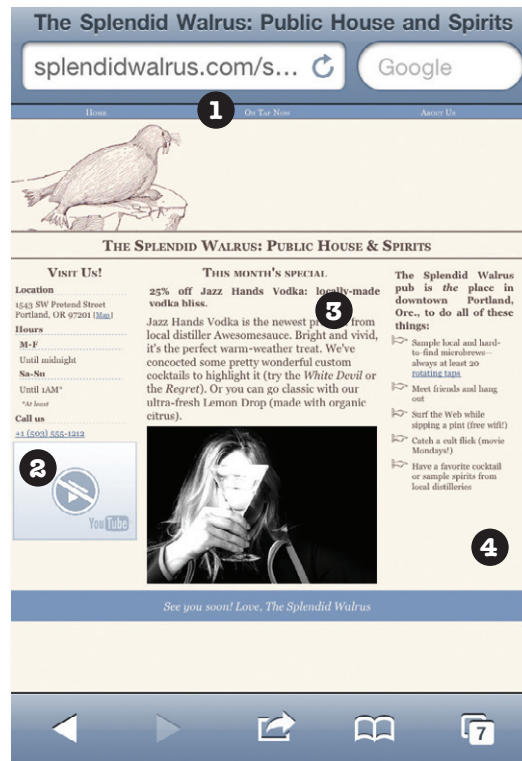 The Splendid Walrus: Public House and Spirits
splendidwalrus.com/s...
Google
1
Home
On Tap Now
About Us
The Splendid Walrus: Public House & Spirits
Visit Us!
Location
1543 SW Pretend Street
Portland, OR 97201 [Map]
Hours
M-F
Until midnight
Sa-Su
Until 1AM*
*At least
Call us
+1 (503) 555-1212
2
YouTube
This month's special
25% off Jazz Hands Vodka: locally-made
vodka bliss.
3
Jazz Hands Vodka is the newest from
local distiller Awesomesauce. Bright and vivid,
it's the perfect warm-weather treat. We've
concocted some pretty wonderful custom
cocktails to highlight it (try the White Devil or
the Regret). Or you can go classic with our
ultra-fresh Lemon Drop (made with organic
citrus).
The Splendid Walrus
pub is the place in
downtown Portland,
Ore., to do all of these
things:
Sample local and hard-
to-find microbrews—
always at least 20
rotating taps
Meet friends and hang
out
Surf the Web while
sipping a pint (free wifi!)
Catch a cult flick (movie
Mondays!)
Have a favorite cocktail
or sample spirits from
local distilleries
4
See you soon! Love, The Splendid Walrus
7